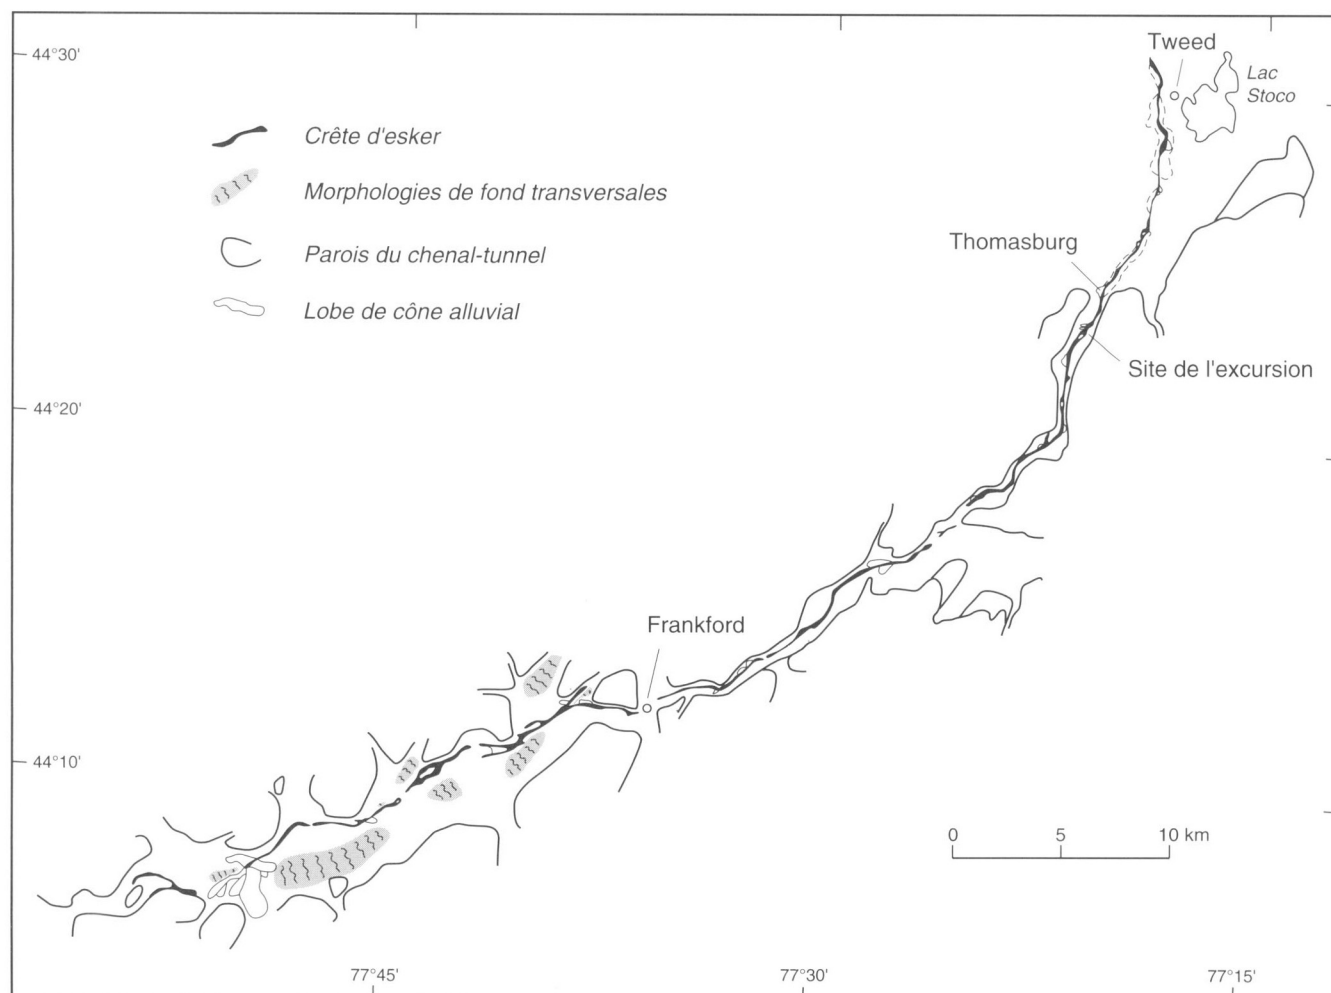 44°30'
Tweed
Lac
Stoco
Crête d'esker
Morphologies de fond transversales
Thomasburg
Parois du chenal-tunnel
Lobe de cône alluvial
Site de l'excursion
44°20'
Frankford
44°10'
0 5 10 km
77°45' 77°30' 77°15'